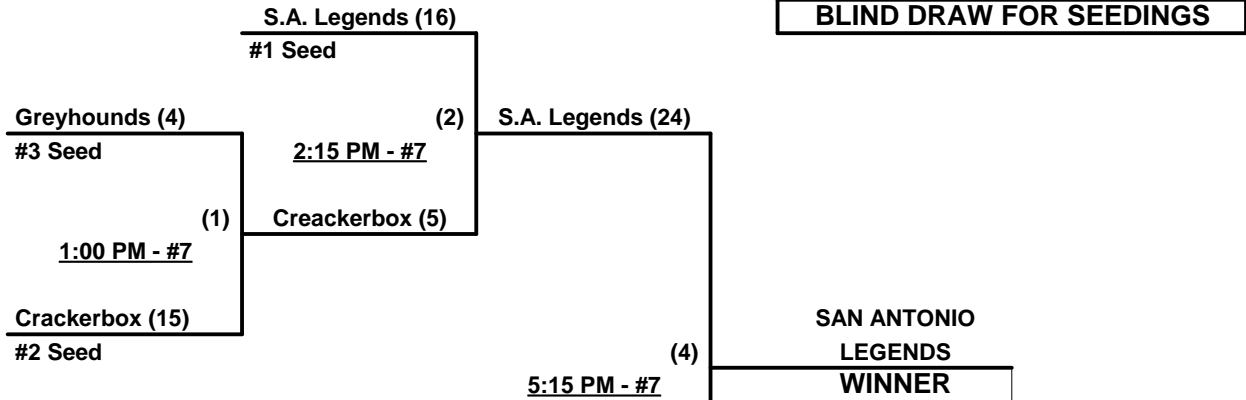 S.A. Legends (16)
BLIND DRAW FOR SEEDINGS
#1 Seed
Greyhounds (4)
(2)
S.A. Legends (24)
#3 Seed
2:15 PM - #7
(1)
Creackerbox (5)
1:00 PM - #7
Crackerbox (15)
SAN ANTONIO
#2 Seed
(4)
LEGENDS
5:15 PM - #7
WINNER